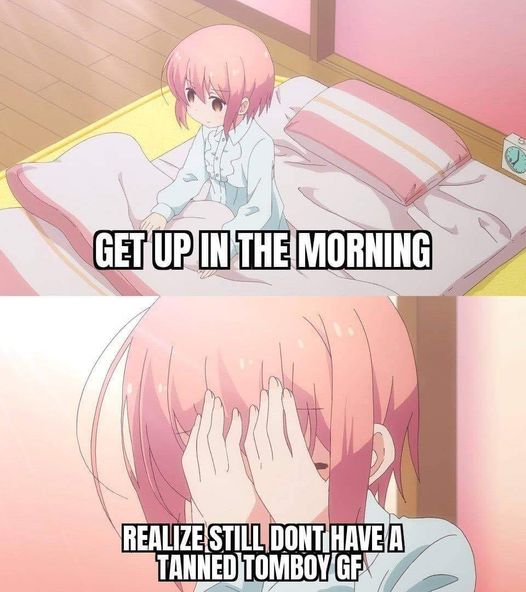 GET UP IN THE MORNING
REALIZE STILL DONT HAVE A
TANNED TOMBOY GF